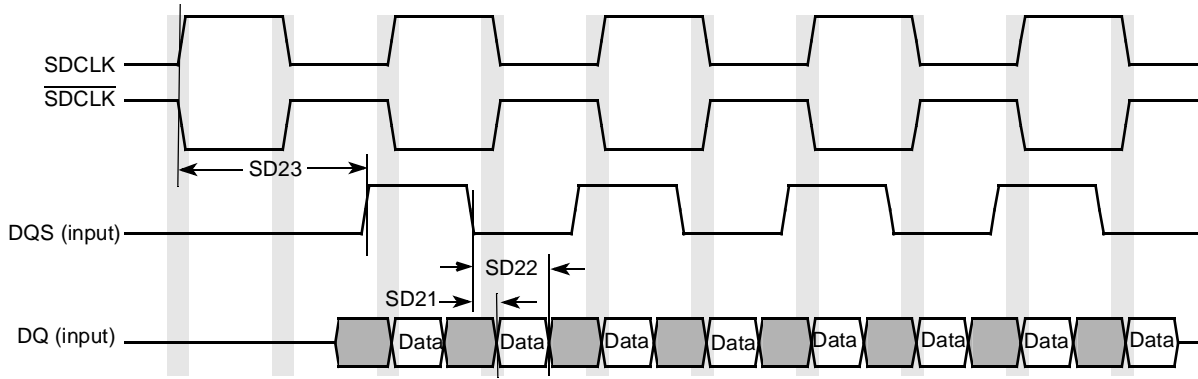 SDCLK
SDCLK
SD23
DQS (input)
SD22
SD21
DQ (input)
Data
Data
Data
Data
Data
Data
Data
Data